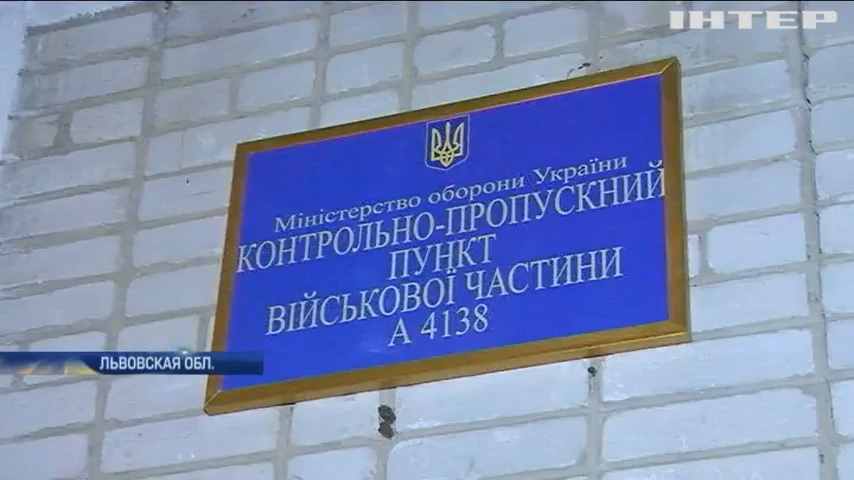 ІНТЕР
Міністерство оборони України
КОНТРОЛЬНО-ПРОПУСКНИЙ
ПУНКТ
ВІЙСЬКОВОЇ ЧАСТИНИ
А 4138
ЛЬВОВСКАЯ ОБЛ.